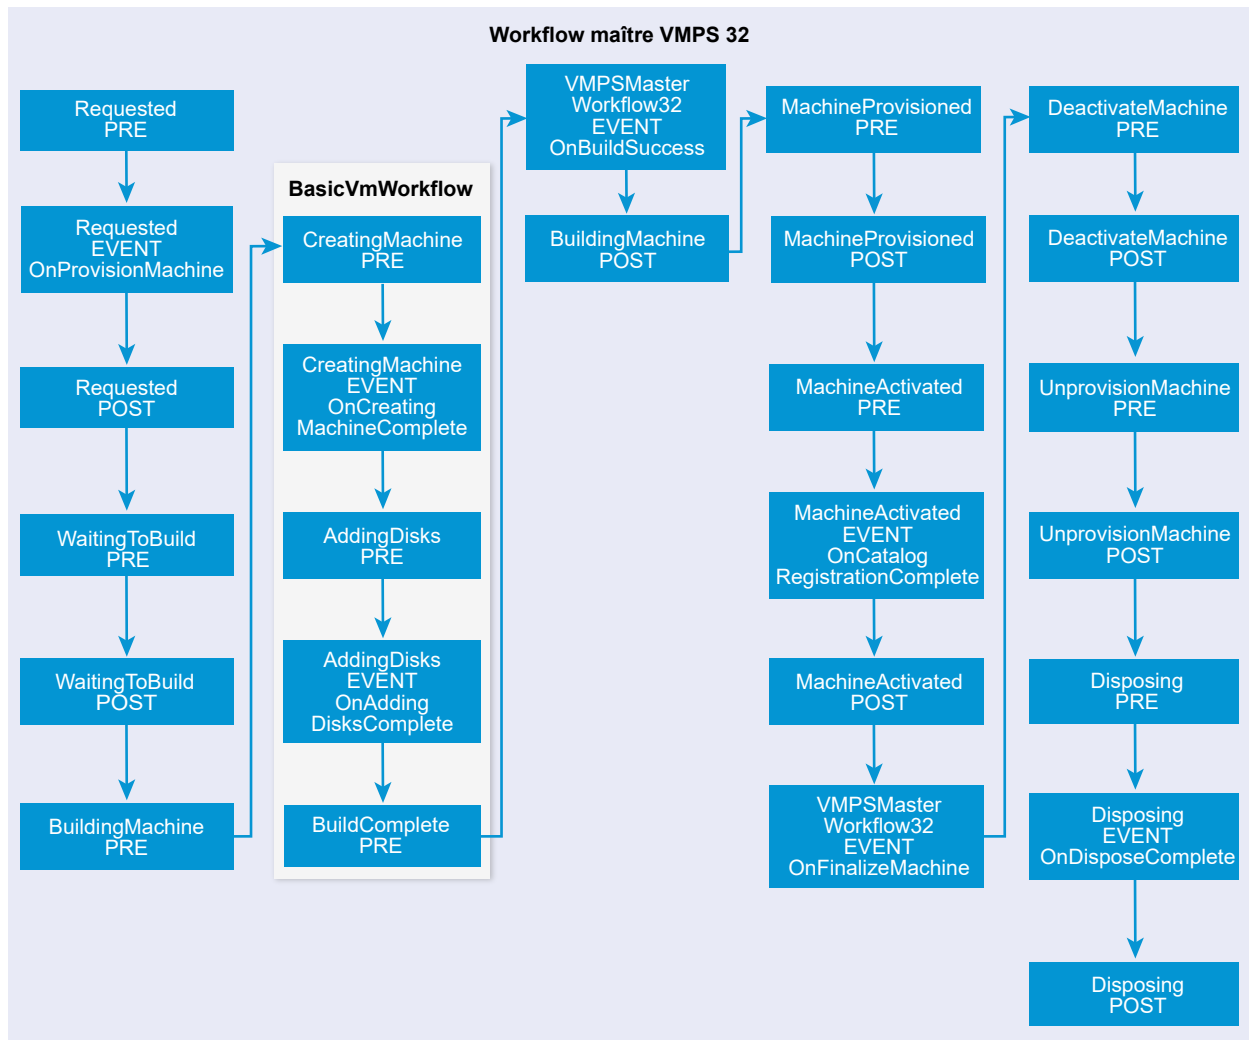 Workflow maître VMPS 32
Requested
PRE
Requested
EVENT
OnProvisionMachine
Requested
POST
WaitingToBuild
PRE
WaitingToBuild
POST
BuildingMachine
PRE
BasicVmWorkflow
CreatingMachine
PRE
CreatingMachine
EVENT
OnCreating
MachineComplete
AddingDisks
PRE
AddingDisks
EVENT
OnAdding
DisksComplete
BuildComplete
PRE
VMPSMaster
Workflow32
EVENT
OnBuildSuccess
BuildingMachine
POST
MachineProvisioned
PRE
MachineProvisioned
POST
MachineActivated
PRE
MachineActivated
EVENT
OnCatalog
RegistrationComplete
MachineActivated
POST
VMPSMaster
Workflow32
EVENT
OnFinalizeMachine
DeactivateMachine
PRE
DeactivateMachine
POST
UnprovisionMachine
PRE
UnprovisionMachine
POST
Disposing
PRE
Disposing
EVENT
OnDisposeComplete
Disposing
POST